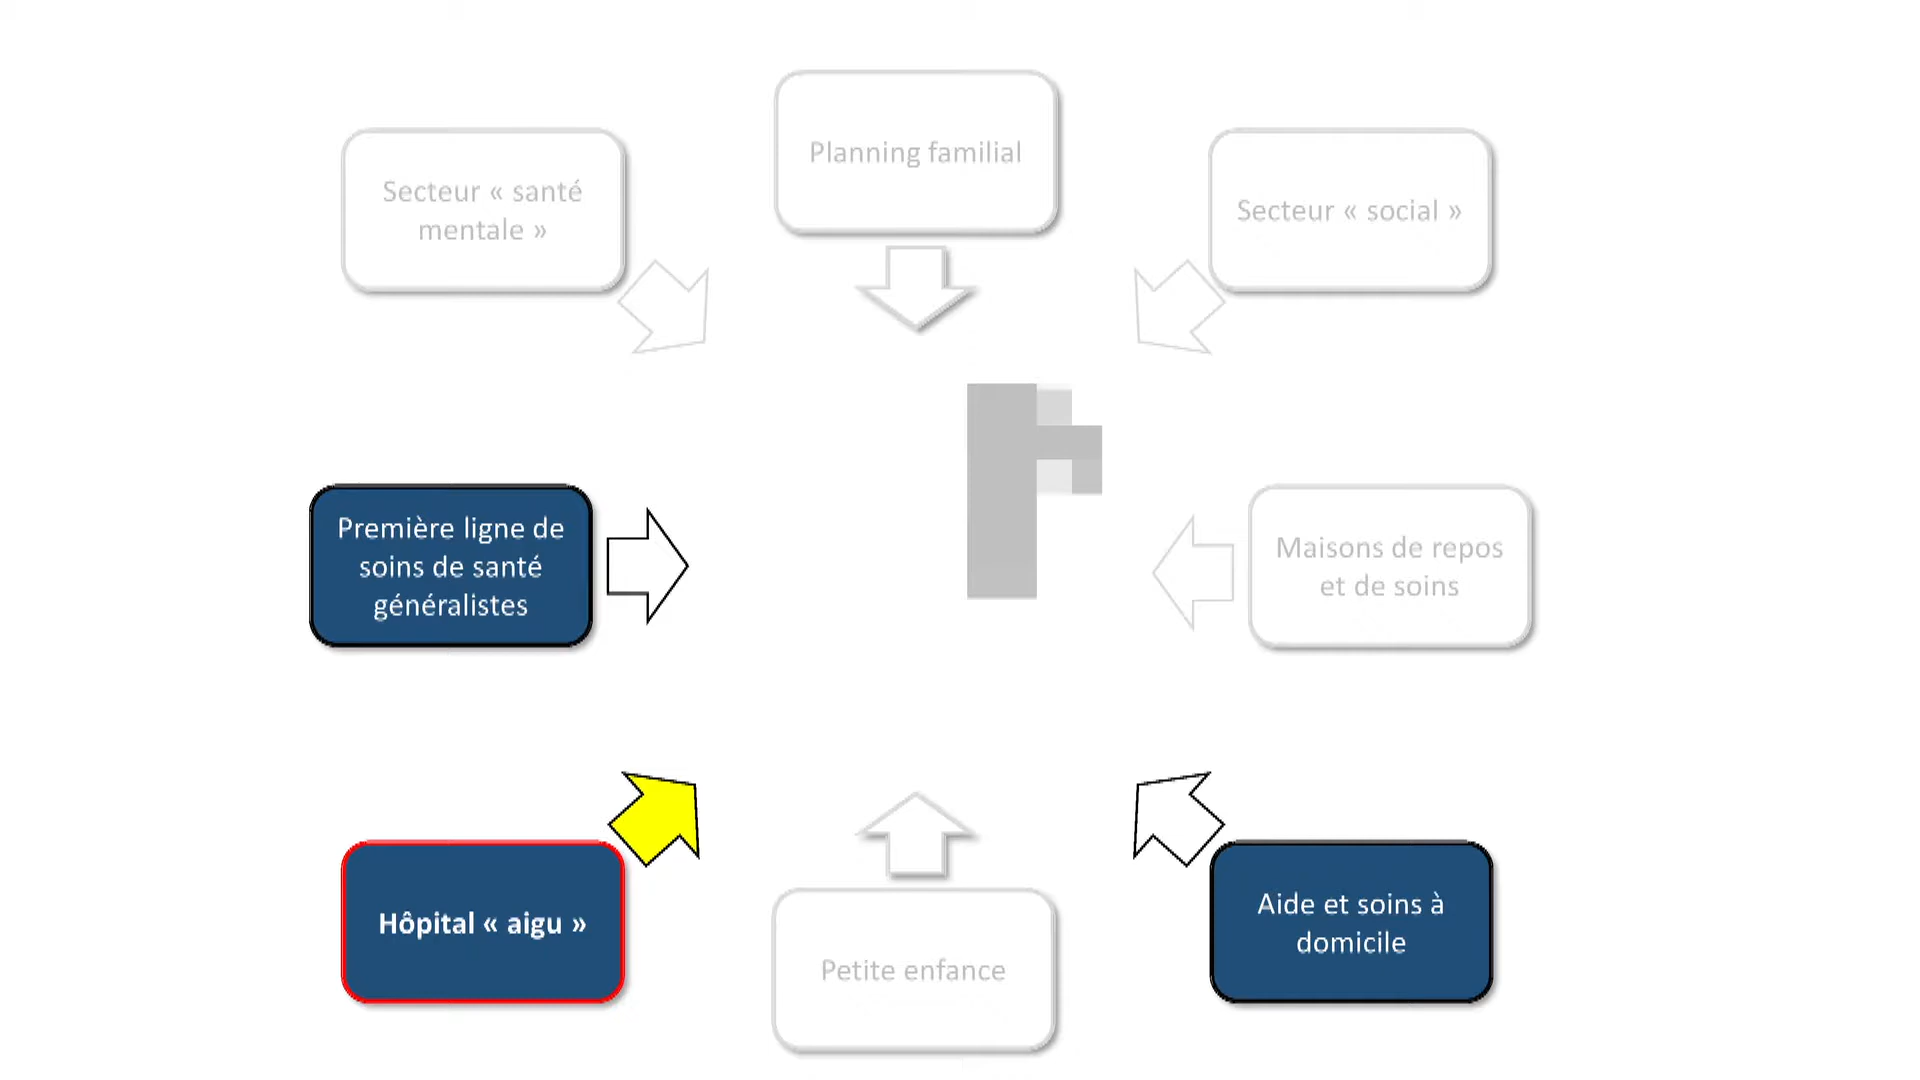 Planning familial
Secteur « santé
mentale »
Secteur « social »
Première ligne de
soins de santé
généralistes
Maisons de repos
et de soins
Hôpital « aigu »
Aide et soins à
domicile
Petite enfance